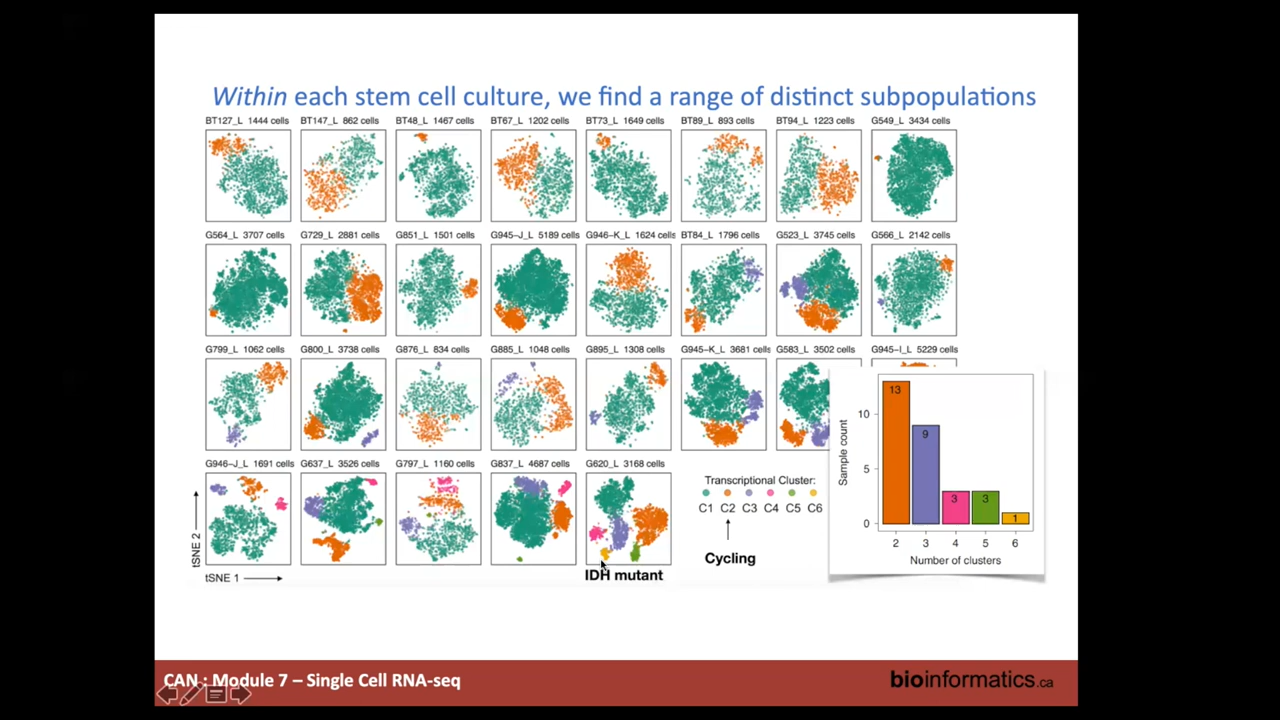 Within each stem cell culture, we find a range of distinct subpopulations
BT127_L 1444 cells
BT147_L 862 cells
BT48_L 1467 cells
BT67_L 1202 cells
BT73_L 1649 cells
BT89_L 893 cells
BT94_L 1223 cells
G549_L 3434 cells
G564_L 3707 cells
G729_L 2881 cells
G851_L 1501 cells
G945-J_L 5189 cells
G946-K_L 1624 cells
BT84_L 1796 cells
G523_L 3745 cells
G566_L 2142 cells
G799_L 1062 cells
G800_L 3738 cells
G876_L 834 cells
G885_L 1048 cells
G895_L 1308 cells
G945-K_L 3681 cells
G583_L 3502 cells
G945-I_L 5229 cells
G946-J_L 1691 cells
G637_L 3526 cells
G797_L 1160 cells
G837_L 4687 cells
G620_L 3168 cells
tSNE 2
tSNE 1
IDH mutant
Transcriptional Cluster:
C1 C2 C3 C4 C5 C6
Cycling
Sample count
10
5
0
13
9
3
3
1
2 3 4 5 6
Number of clusters
CAN : Module 7 – Single Cell RNA-seq
bioinformatics.ca